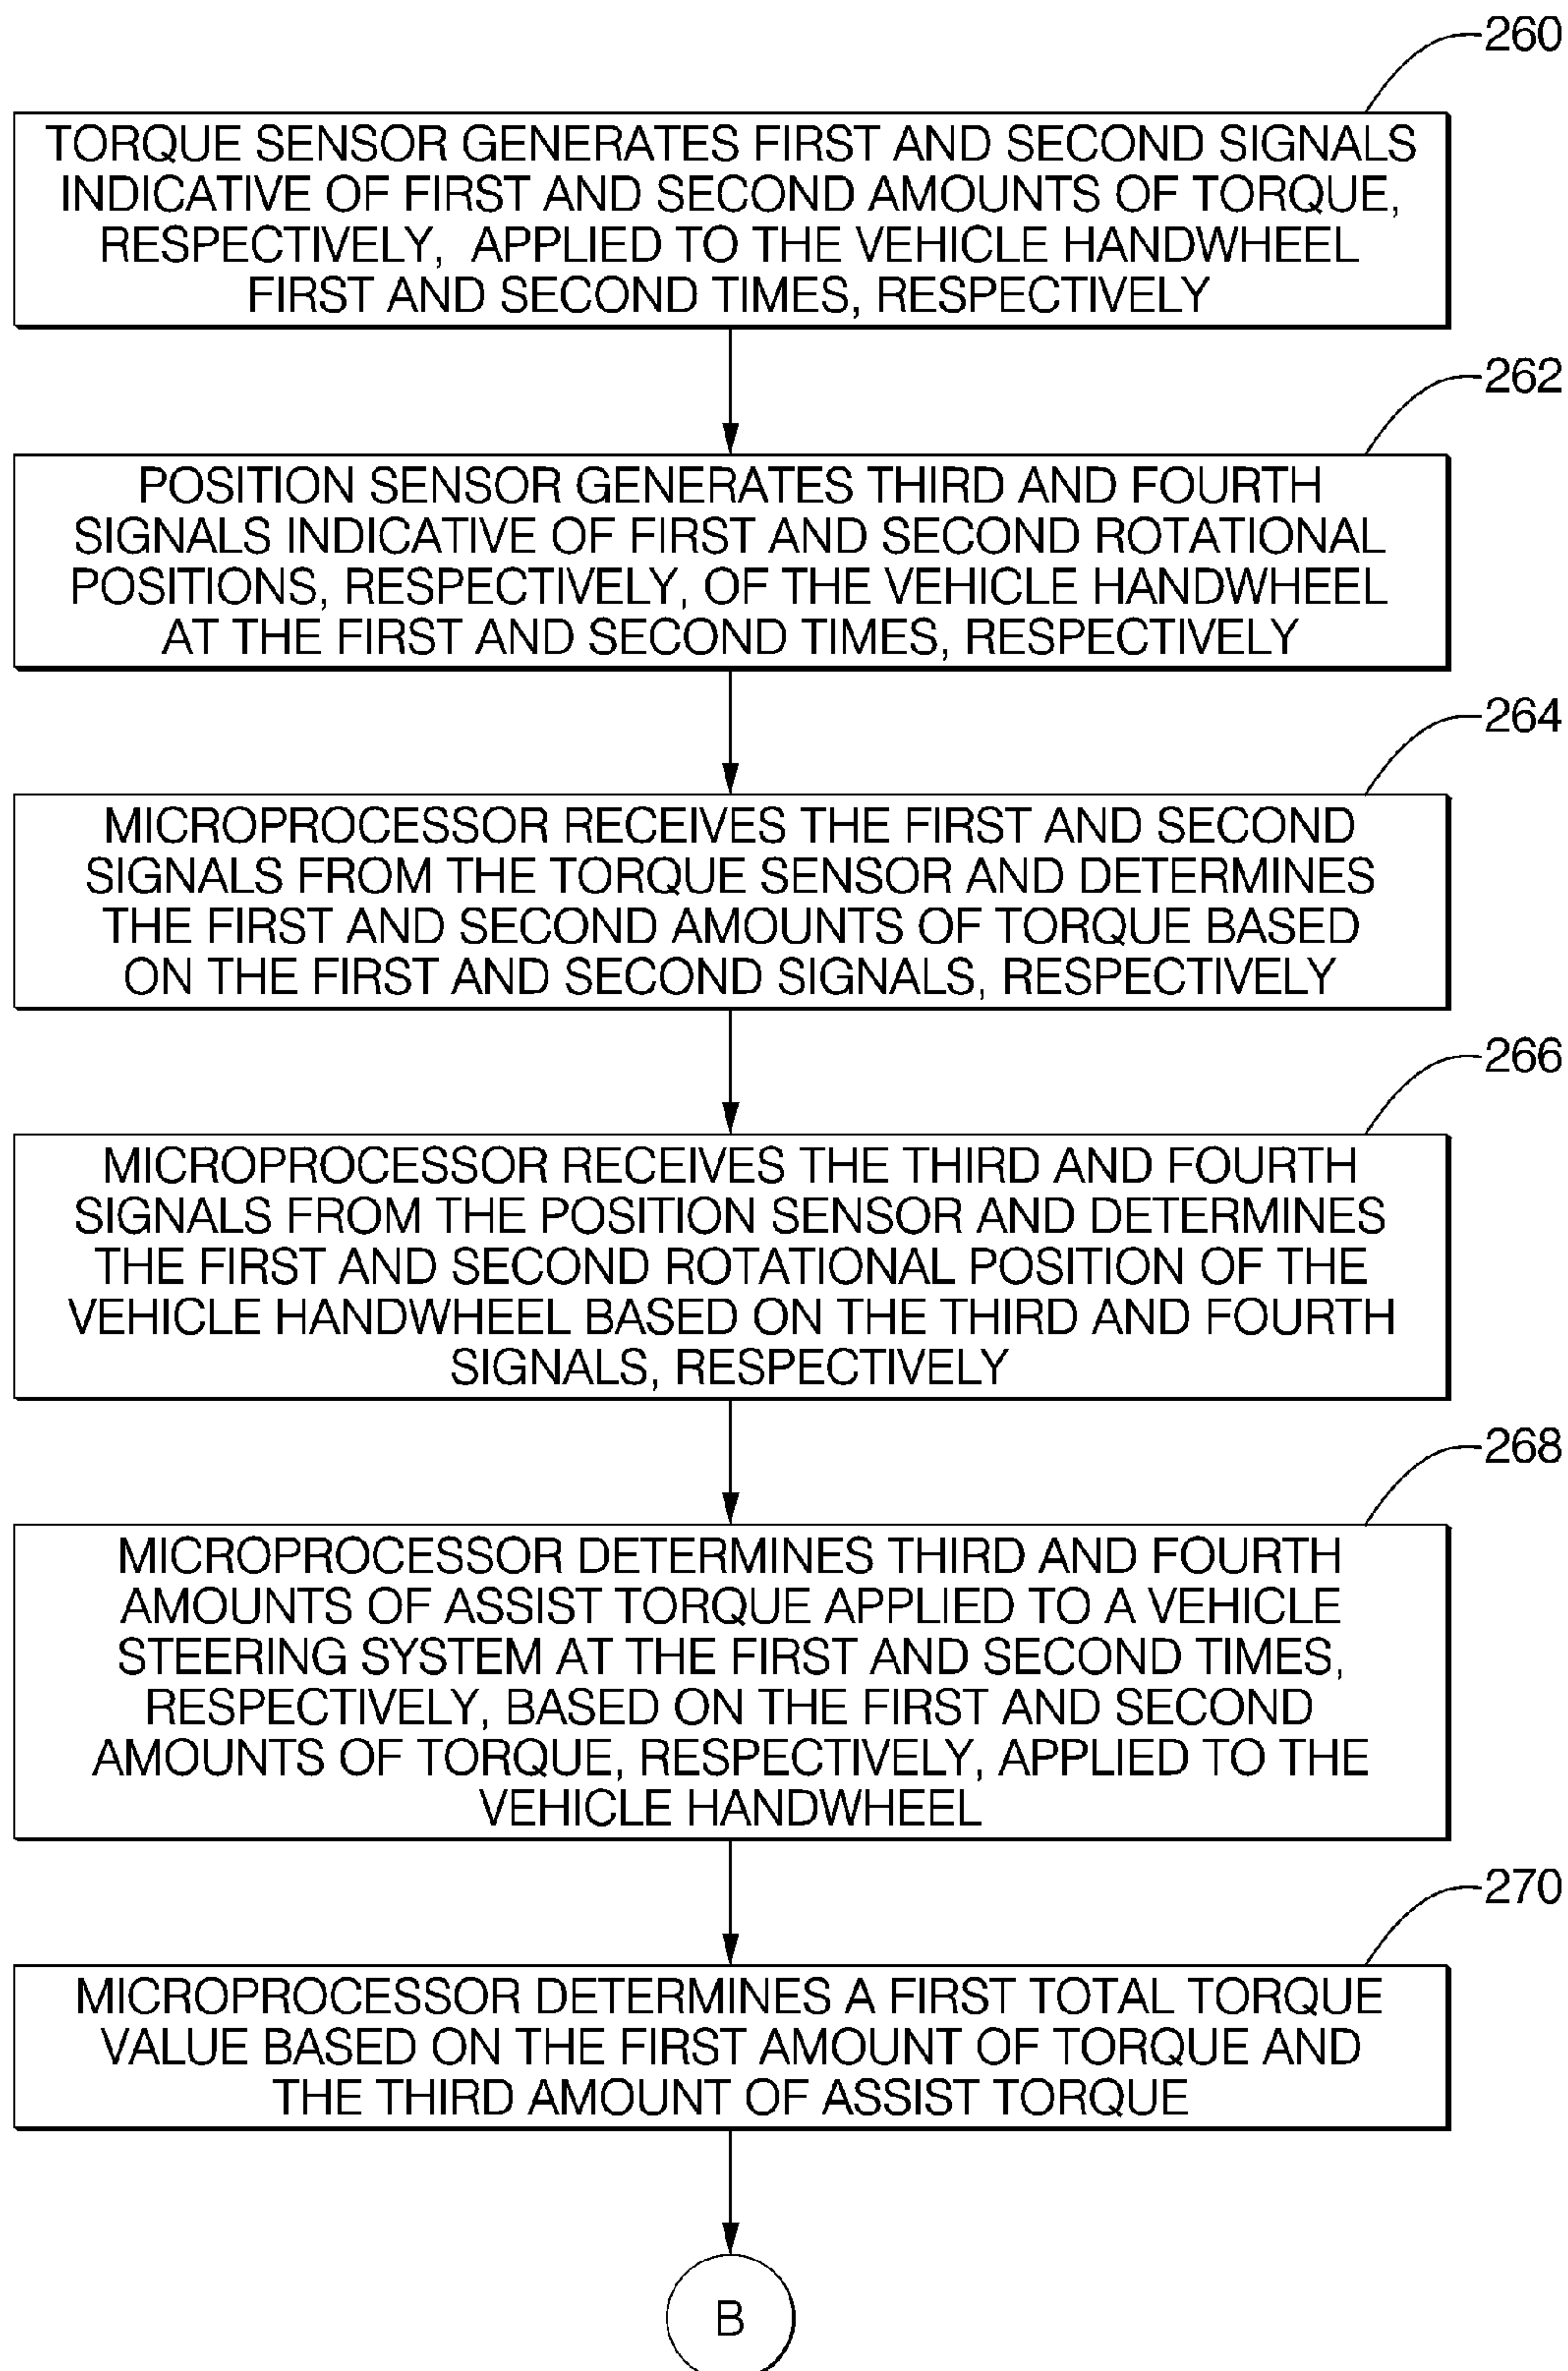 260
TORQUE SENSOR GENERATES FIRST AND SECOND SIGNALS
INDICATIVE OF FIRST AND SECOND AMOUNTS OF TORQUE,
RESPECTIVELY, APPLIED TO THE VEHICLE HANDWHEEL
FIRST AND SECOND TIMES, RESPECTIVELY
262
POSITION SENSOR GENERATES THIRD AND FOURTH
SIGNALS INDICATIVE OF FIRST AND SECOND ROTATIONAL
POSITIONS, RESPECTIVELY, OF THE VEHICLE HANDWHEEL
AT THE FIRST AND SECOND TIMES, RESPECTIVELY
264
MICROPROCESSOR RECEIVES THE FIRST AND SECOND
SIGNALS FROM THE TORQUE SENSOR AND DETERMINES
THE FIRST AND SECOND AMOUNTS OF TORQUE BASED
ON THE FIRST AND SECOND SIGNALS, RESPECTIVELY
266
MICROPROCESSOR RECEIVES THE THIRD AND FOURTH
SIGNALS FROM THE POSITION SENSOR AND DETERMINES
THE FIRST AND SECOND ROTATIONAL POSITION OF THE
VEHICLE HANDWHEEL BASED ON THE THIRD AND FOURTH
SIGNALS, RESPECTIVELY
268
MICROPROCESSOR DETERMINES THIRD AND FOURTH
AMOUNTS OF ASSIST TORQUE APPLIED TO A VEHICLE
STEERING SYSTEM AT THE FIRST AND SECOND TIMES,
RESPECTIVELY, BASED ON THE FIRST AND SECOND
AMOUNTS OF TORQUE, RESPECTIVELY, APPLIED TO THE
VEHICLE HANDWHEEL
270
MICROPROCESSOR DETERMINES A FIRST TOTAL TORQUE
VALUE BASED ON THE FIRST AMOUNT OF TORQUE AND
THE THIRD AMOUNT OF ASSIST TORQUE
B